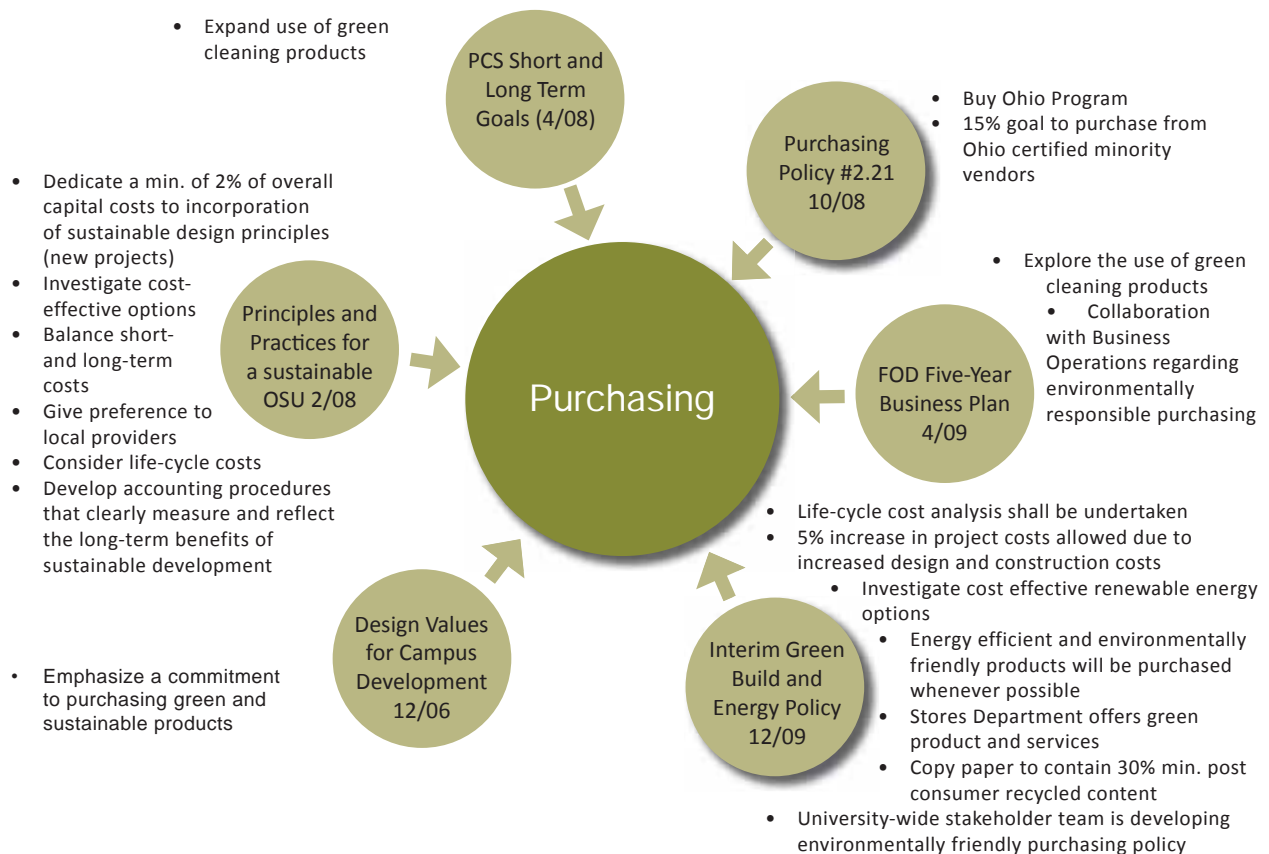 • Expand use of green
cleaning products
PCS Short and
Long Term
Goals (4/08)
Purchasing
Policy #2.21
10/08
• Buy Ohio Program
• 15% goal to purchase from
Ohio certified minority
vendors
• Dedicate a min. of 2% of overall
capital costs to incorporation
of sustainable design principles
(new projects)
• Investigate cost-
effective options
• Balance short-
and long-term
costs
• Give preference to
local providers
• Consider life-cycle costs
• Develop accounting procedures
that clearly measure and reflect
the long-term benefits of
sustainable development
Principles and
Practices for
a sustainable
OSU 2/08
Purchasing
FOD Five-Year
Business Plan
4/09
• Explore the use of green
cleaning products
• Collaboration
with Business
Operations regarding
environmentally
responsible purchasing
Design Values
for Campus
Development
12/06
• Emphasize a commitment
to purchasing green and
sustainable products
Interim Green
Build and
Energy Policy
12/09
• Life-cycle cost analysis shall be undertaken
• 5% increase in project costs allowed due to
increased design and construction costs
• Investigate cost effective renewable energy
options
• Energy efficient and environmentally
friendly products will be purchased
whenever possible
• Stores Department offers green
product and services
• Copy paper to contain 30% min. post
consumer recycled content
• University-wide stakeholder team is developing
environmentally friendly purchasing policy